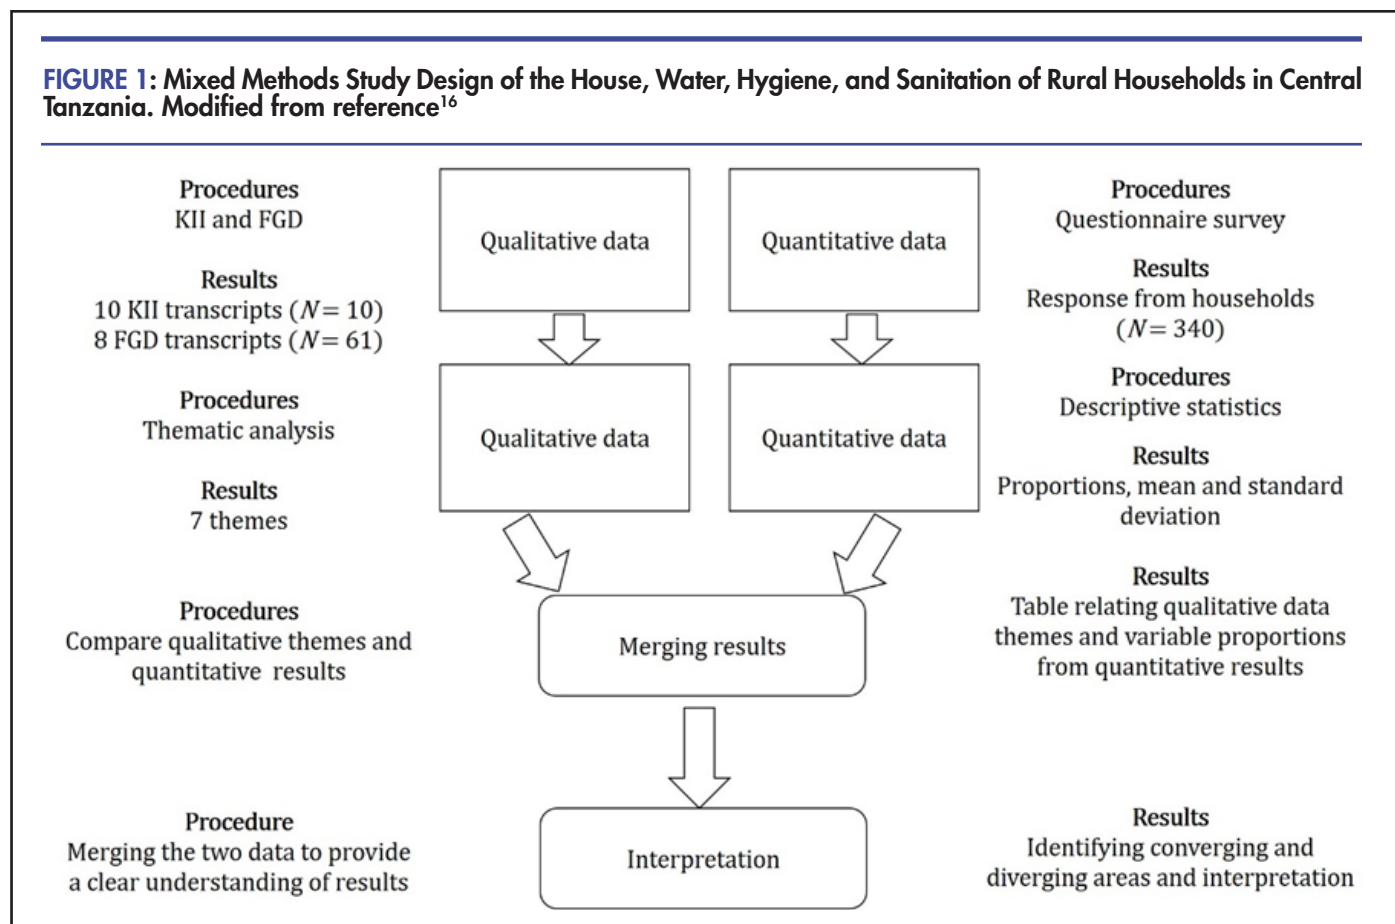 FIGURE 1: Mixed Methods Study Design of the House, Water, Hygiene, and Sanitation of Rural Households in Central
Tanzania. Modified from reference16
Procedures
KII and FGD
Results
10 KII transcripts (N= 10)
8 FGD transcripts (N= 61)
Procedures
Thematic analysis
Results
7 themes
Procedures
Compare qualitative themes and
quantitative results
Procedure
Merging the two data to provide
a clear understanding of results
Qualitative data
Quantitative data
Qualitative data
Quantitative data
Merging results
Interpretation
Procedures
Questionnaire survey
Results
Response from households
(N= 340)
Procedures
Descriptive statistics
Results
Proportions, mean and standard
deviation
Results
Table relating qualitative data
themes and variable proportions
from quantitative results
Results
Identifying converging and
diverging areas and interpretation